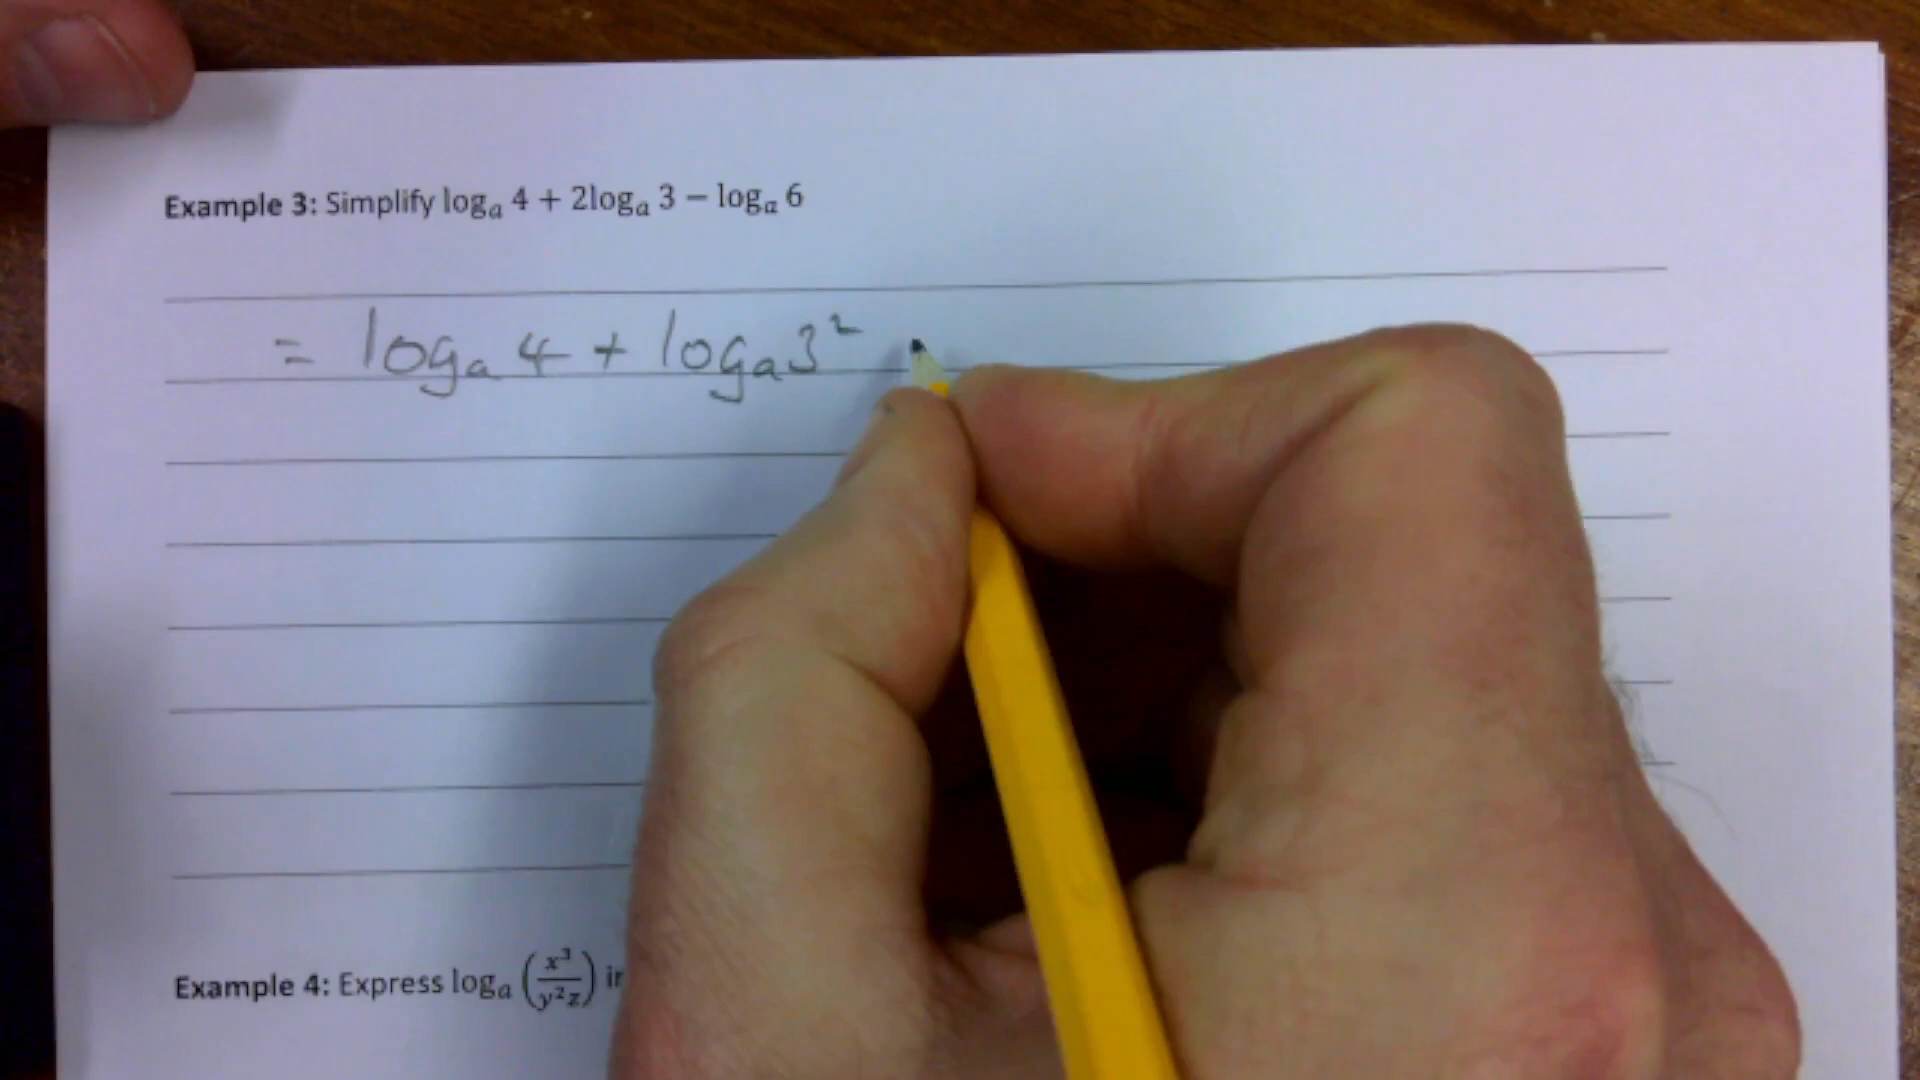 Example 3: Simplify logₐ 4 + 2logₐ 3 − logₐ 6
= logₐ 4 + logₐ 3²
Example 4: Express logₐ (x³/y²z)